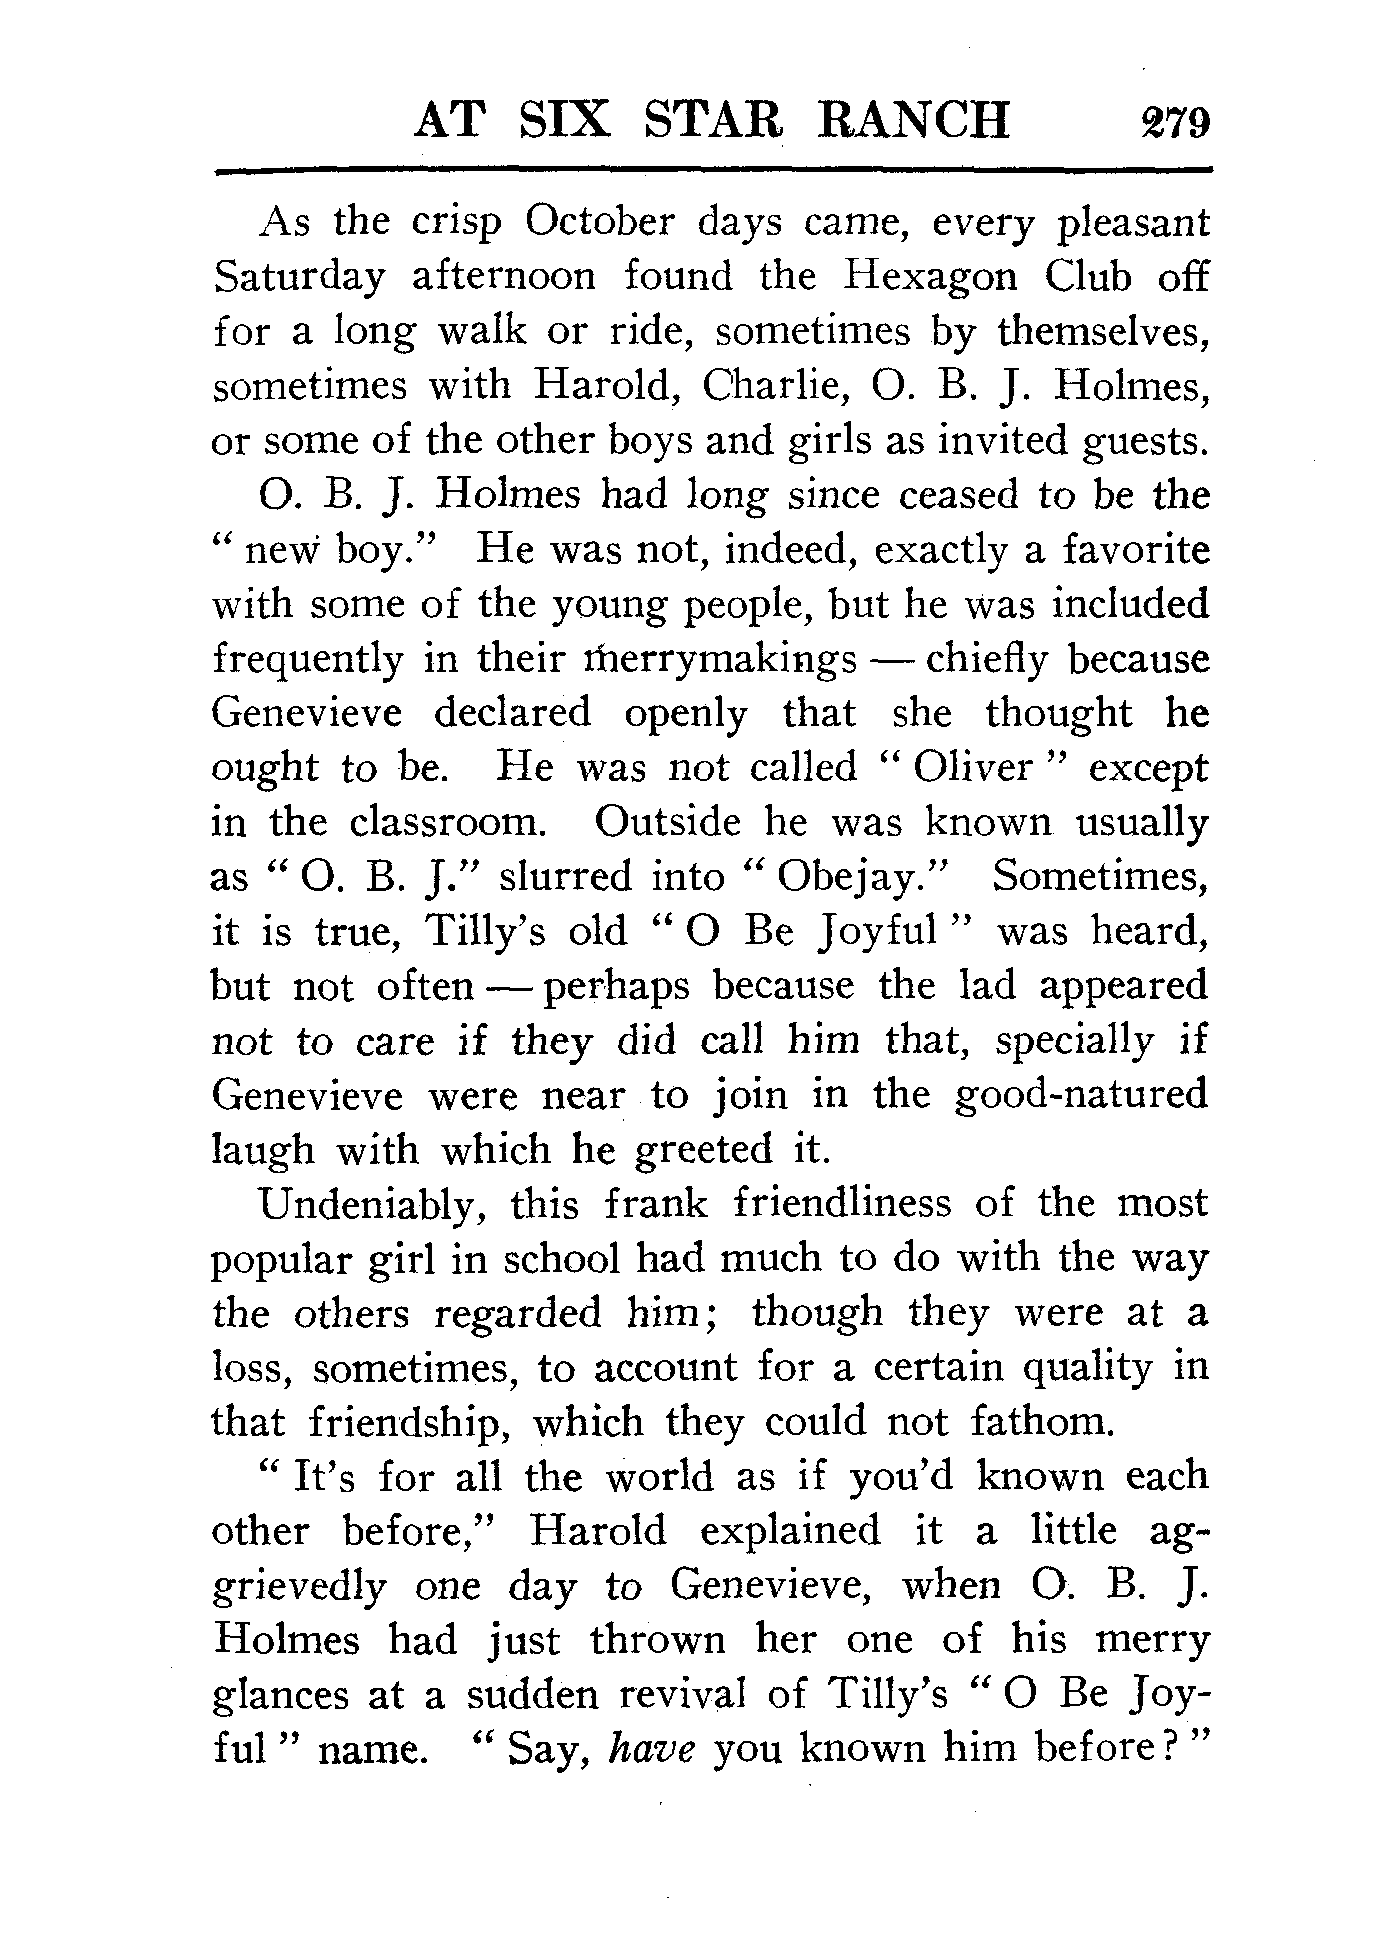 AT SIX STAR RANCH 279
As the crisp October days came, every pleasant
Saturday afternoon found the Hexagon Club off
for a long walk or ride, sometimes by themselves,
sometimes with Harold, Charlie, O. B. J. Holmes,
or some of the other boys and girls as invited guests.
O. B. J. Holmes had long since ceased to be the
" new boy." He was not, indeed, exactly a favorite
with some of the young people, but he was included
frequently in their merrymakings — chiefly because
Genevieve declared openly that she thought he
ought to be. He was not called " Oliver " except
in the classroom. Outside he was known usually
as " O. B. J." slurred into " Obejay." Sometimes,
it is true, Tilly's old " O Be Joyful " was heard,
but not often — perhaps because the lad appeared
not to care if they did call him that, specially if
Genevieve were near to join in the good-natured
laugh with which he greeted it.
Undeniably, this frank friendliness of the most
popular girl in school had much to do with the way
the others regarded him; though they were at a
loss, sometimes, to account for a certain quality in
that friendship, which they could not fathom.
" It's for all the world as if you'd known each
other before," Harold explained it a little ag-
grievedly one day to Genevieve, when O. B. J.
Holmes had just thrown her one of his merry
glances at a sudden revival of Tilly's " O Be Joy-
ful " name. " Say, have you known him before? "